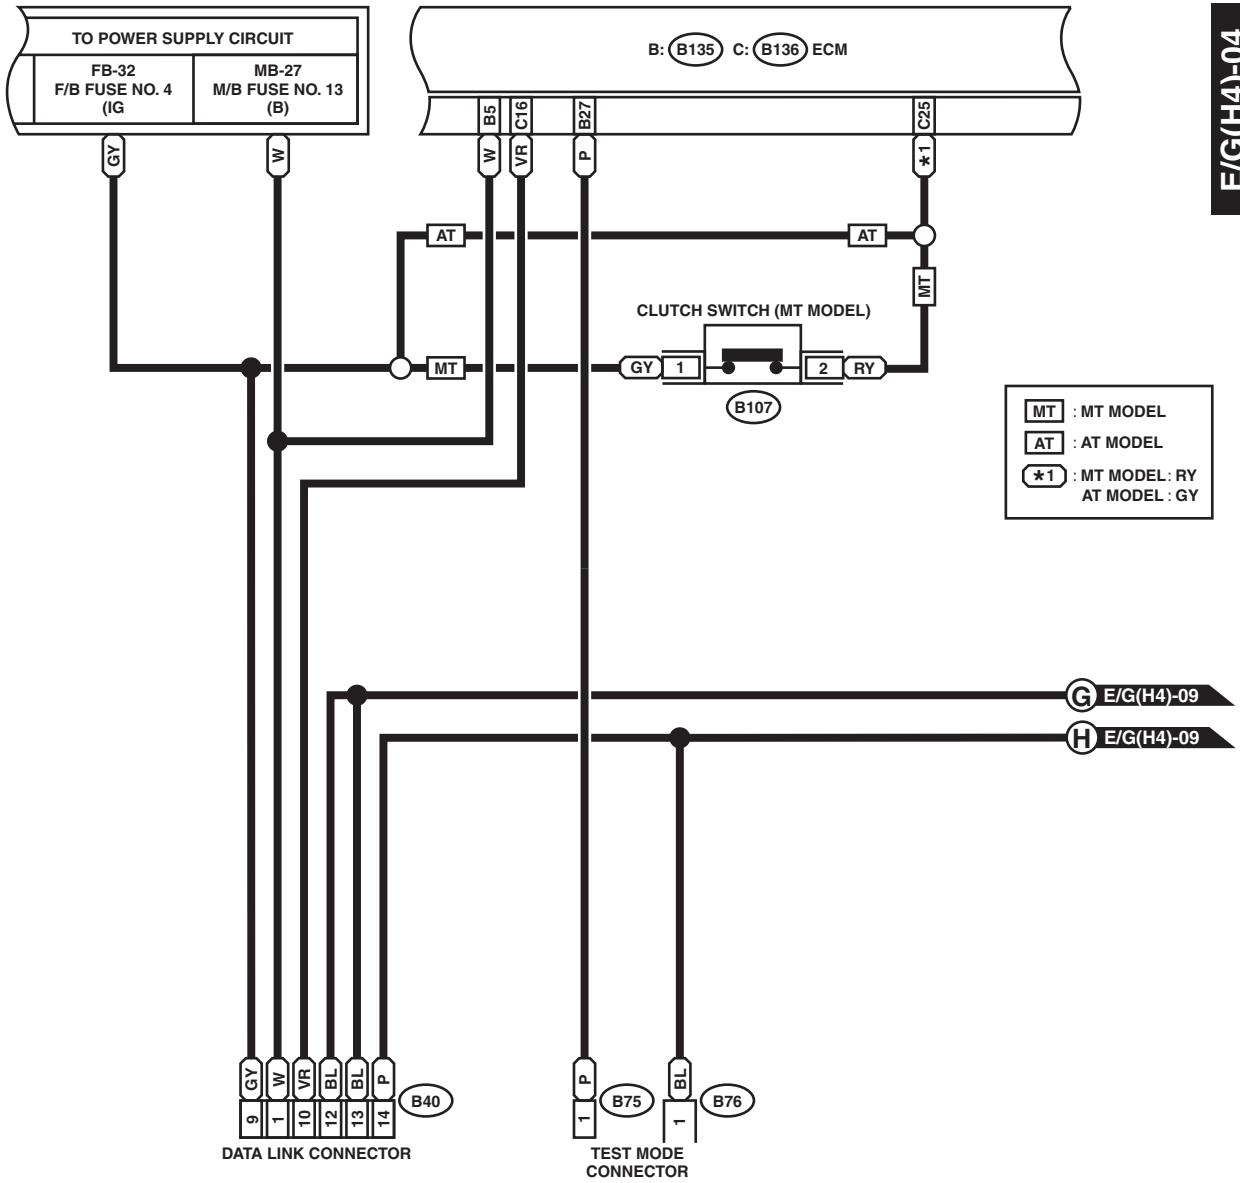 TO POWER SUPPLY CIRCUIT
FB-32
F/B FUSE NO. 4
(IG
MB-27
M/B FUSE NO. 13
(B)
B: B135 C: B136 ECM
E/G(H4)-04
B5
C16
B27
C25
GY
W
W
VR
P
*1
AT
AT
MT
CLUTCH SWITCH (MT MODEL)
MT
GY 1
2 RY
B107
MT : MT MODEL
AT : AT MODEL
*1 : MT MODEL : RY
AT MODEL : GY
G E/G(H4)-09
H E/G(H4)-09
GY W VR BL BL P
P
BL
9 1 10 12 13 14
B40
1
B75
1
B76
DATA LINK CONNECTOR
TEST MODE
CONNECTOR